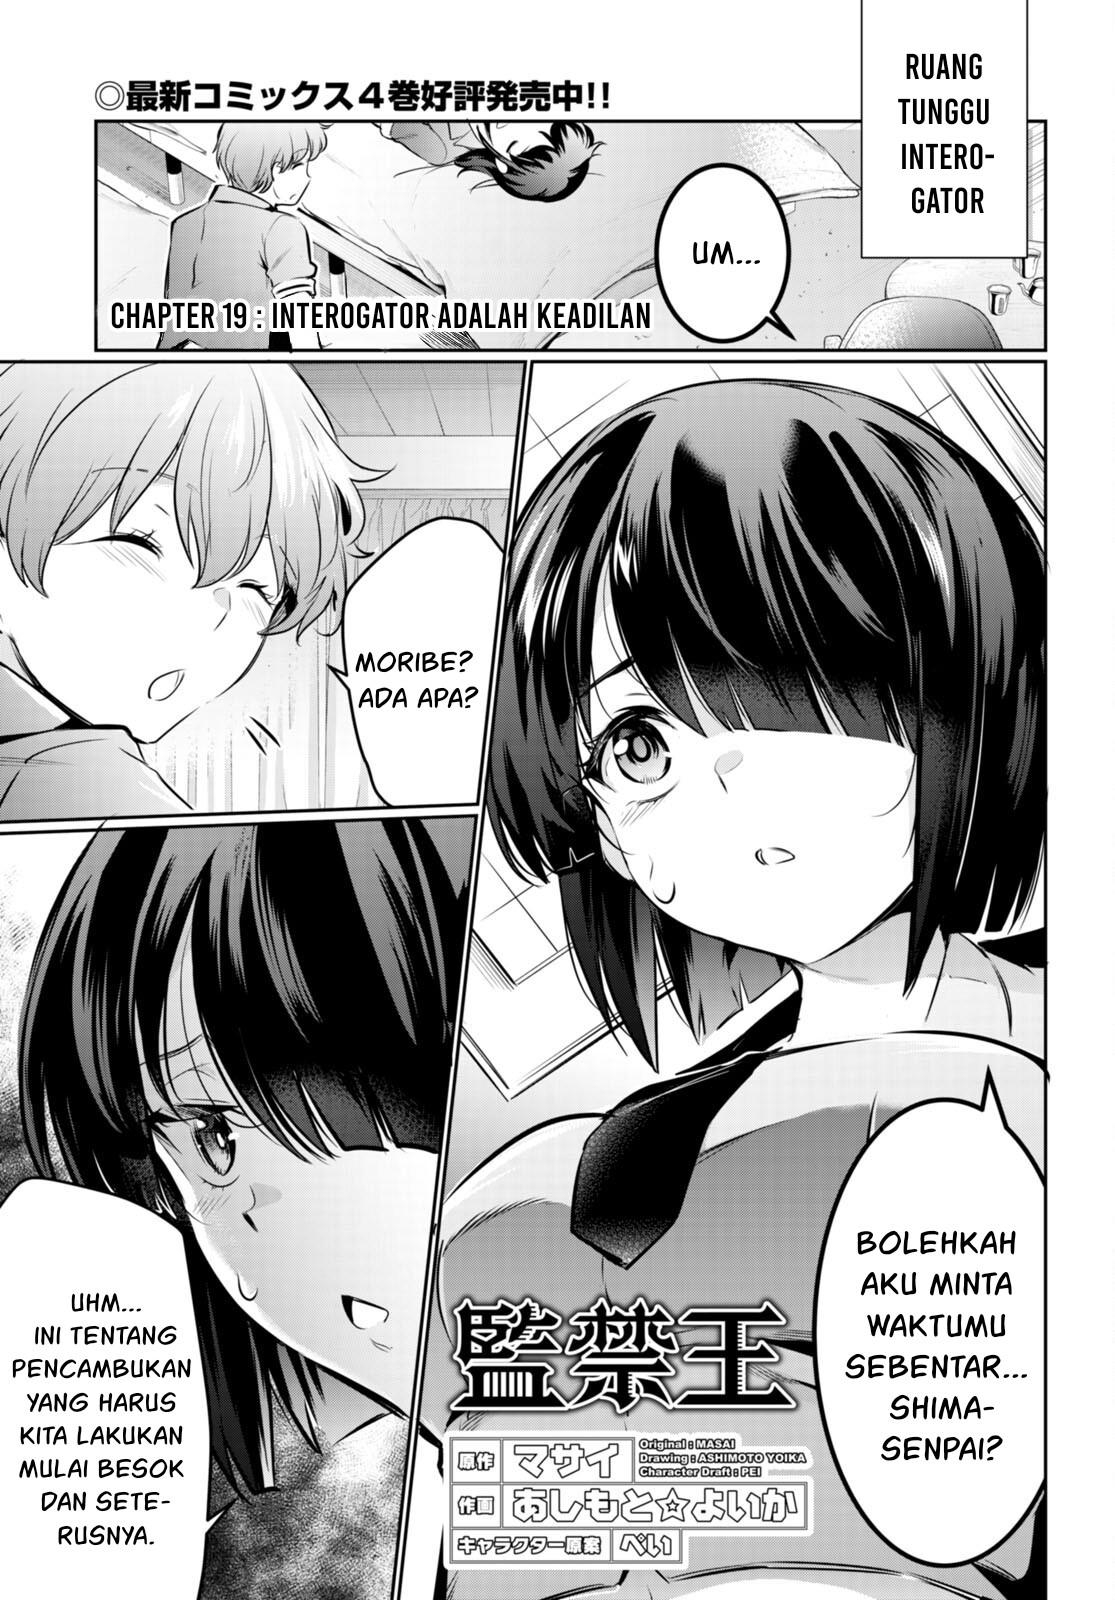 ◎最新コミックス4巻好評発売中!!
RUANG
TUNGGU
INTERO-
GATOR
UM...
CHAPTER 19 : INTEROGATOR ADALAH KEADILAN
MORIBE?
ADA APA?
BOLEHKAH
AKU MINTA
WAKTUMU
SEBENTAR...
SHIMA-
SENPAI?
UHM...
INI TENTANG
PENCAMBUKAN
YANG HARUS
KITA LAKUKAN
MULAI BESOK
DAN SETE-
RUSNYA.
監禁王
原作 マサイ
Original : MASAI
Drawing : ASHIMOTO YOIKA
Character Draft : PEI
作画 あしもと☆よいか
キャラクター原案 ぺい